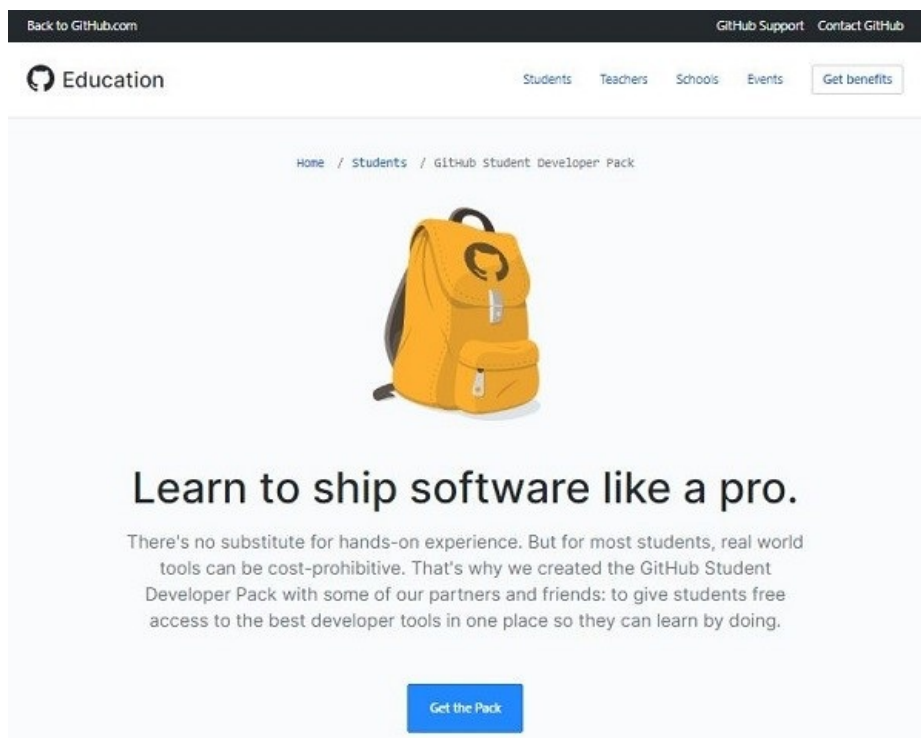 Back to GitHub.com GitHub Support Contact GitHub
Education Students Teachers Schools Events Get benefits
Home / Students / GitHub Student Developer Pack
Learn to ship software like a pro.
There's no substitute for hands-on experience. But for most students, real world
tools can be cost-prohibitive. That's why we created the GitHub Student
Developer Pack with some of our partners and friends: to give students free
access to the best developer tools in one place so they can learn by doing.
Get the Pack